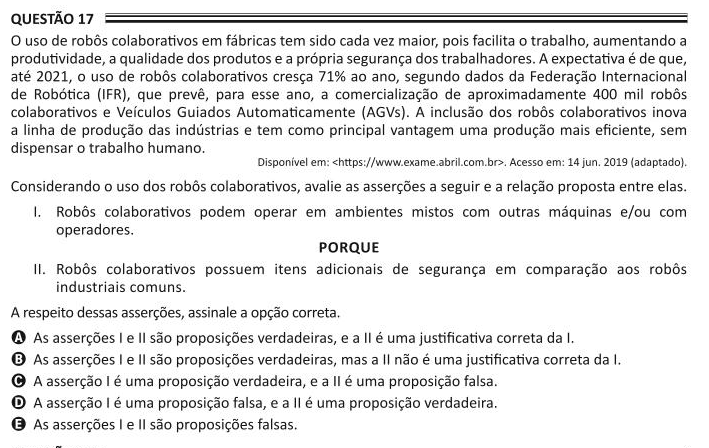 QUESTÃO 17
O uso de robôs colaborativos em fábricas tem sido cada vez maior, pois facilita o trabalho, aumentando a
produtividade, a qualidade dos produtos e a própria segurança dos trabalhadores. A expectativa é de que,
até 2021, o uso de robôs colaborativos cresça 71% ao ano, segundo dados da Federação Internacional
de Robótica (IFR), que prevê, para esse ano, a comercialização de aproximadamente 400 mil robôs
colaborativos e Veículos Guiados Automaticamente (AGVs). A inclusão dos robôs colaborativos inova
a linha de produção das indústrias e tem como principal vantagem uma produção mais eficiente, sem
dispensar o trabalho humano.
Disponível em: <https://www.exame.abril.com.br>. Acesso em: 14 jun. 2019 (adaptado).
Considerando o uso dos robôs colaborativos, avalie as asserções a seguir e a relação proposta entre elas.
I. Robôs colaborativos podem operar em ambientes mistos com outras máquinas e/ou com
operadores.
PORQUE
II. Robôs colaborativos possuem itens adicionais de segurança em comparação aos robôs
industriais comuns.
A respeito dessas asserções, assinale a opção correta.
A As asserções I e II são proposições verdadeiras, e a II é uma justificativa correta da I.
B As asserções I e II são proposições verdadeiras, mas a II não é uma justificativa correta da I.
C A asserção I é uma proposição verdadeira, e a II é uma proposição falsa.
D A asserção I é uma proposição falsa, e a II é uma proposição verdadeira.
E As asserções I e II são proposições falsas.